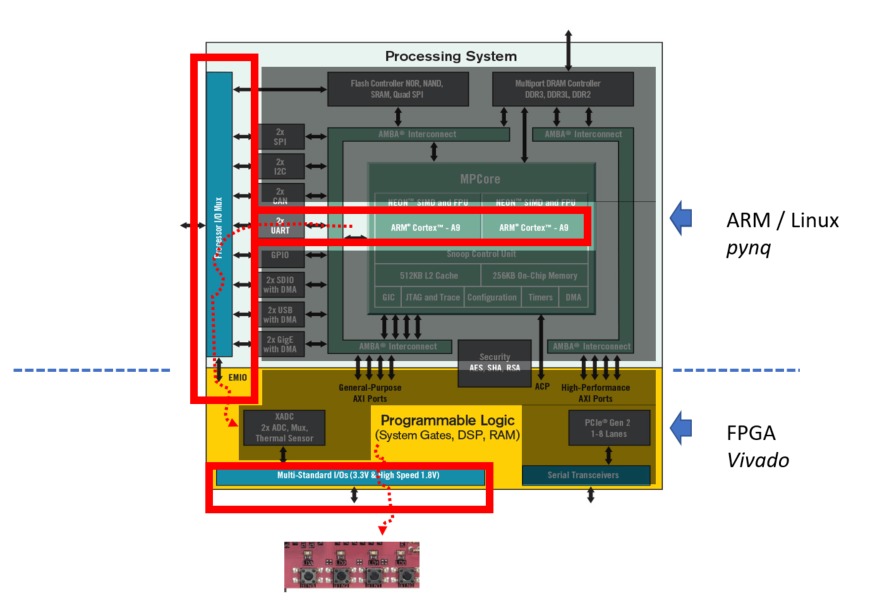 Processing System
Flash Controller NOR, NAND,
SRAM, Quad SPI
Multiport DRAM Controller
DDR3, DDR3L, DDR2
2x
SPI
AMBA® Interconnect
AMBA® Interconnect
2x
I2C
MPCore
2x
CAN
NEON™ SIMD and FPU
NEON™ SIMD and FPU
Processor I/O Mux
2x
UART
ARM® Cortex™ - A9
ARM® Cortex™ - A9
ARM / Linux
pynq
GPIO
Snoop Control Unit
2x SDIO
with DMA
512KB L2 Cache
256KB On-Chip Memory
GIC
JTAG and Trace
Configuration
Timers
DMA
2x USB
with DMA
2x GigE
with DMA
AMBA® Interconnect
AMBA® Interconnect
Security
AES, SHA, RSA
EMIO
General-Purpose
AXI Ports
ACP
High-Performance
AXI Ports
XADC
2x ADC, Mux,
Thermal Sensor
Programmable Logic
(System Gates, DSP, RAM)
PCIe® Gen 2
1-8 Lanes
FPGA
Vivado
Multi-Standard I/Os (3.3V & High Speed 1.8V)
Serial Transceivers